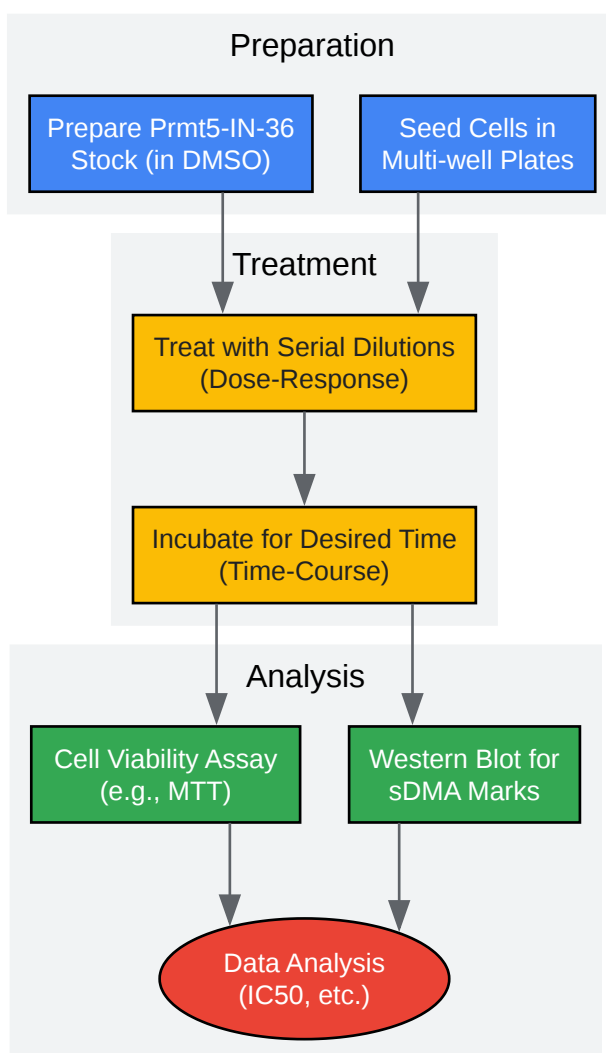 Preparation
Prepare Prmt5-IN-36
Stock (in DMSO)
Seed Cells in
Multi-well Plates
Treatment
Treat with Serial Dilutions
(Dose-Response)
Incubate for Desired Time
(Time-Course)
Analysis
Cell Viability Assay
(e.g., MTT)
Western Blot for
sDMA Marks
Data Analysis
(IC50, etc.)